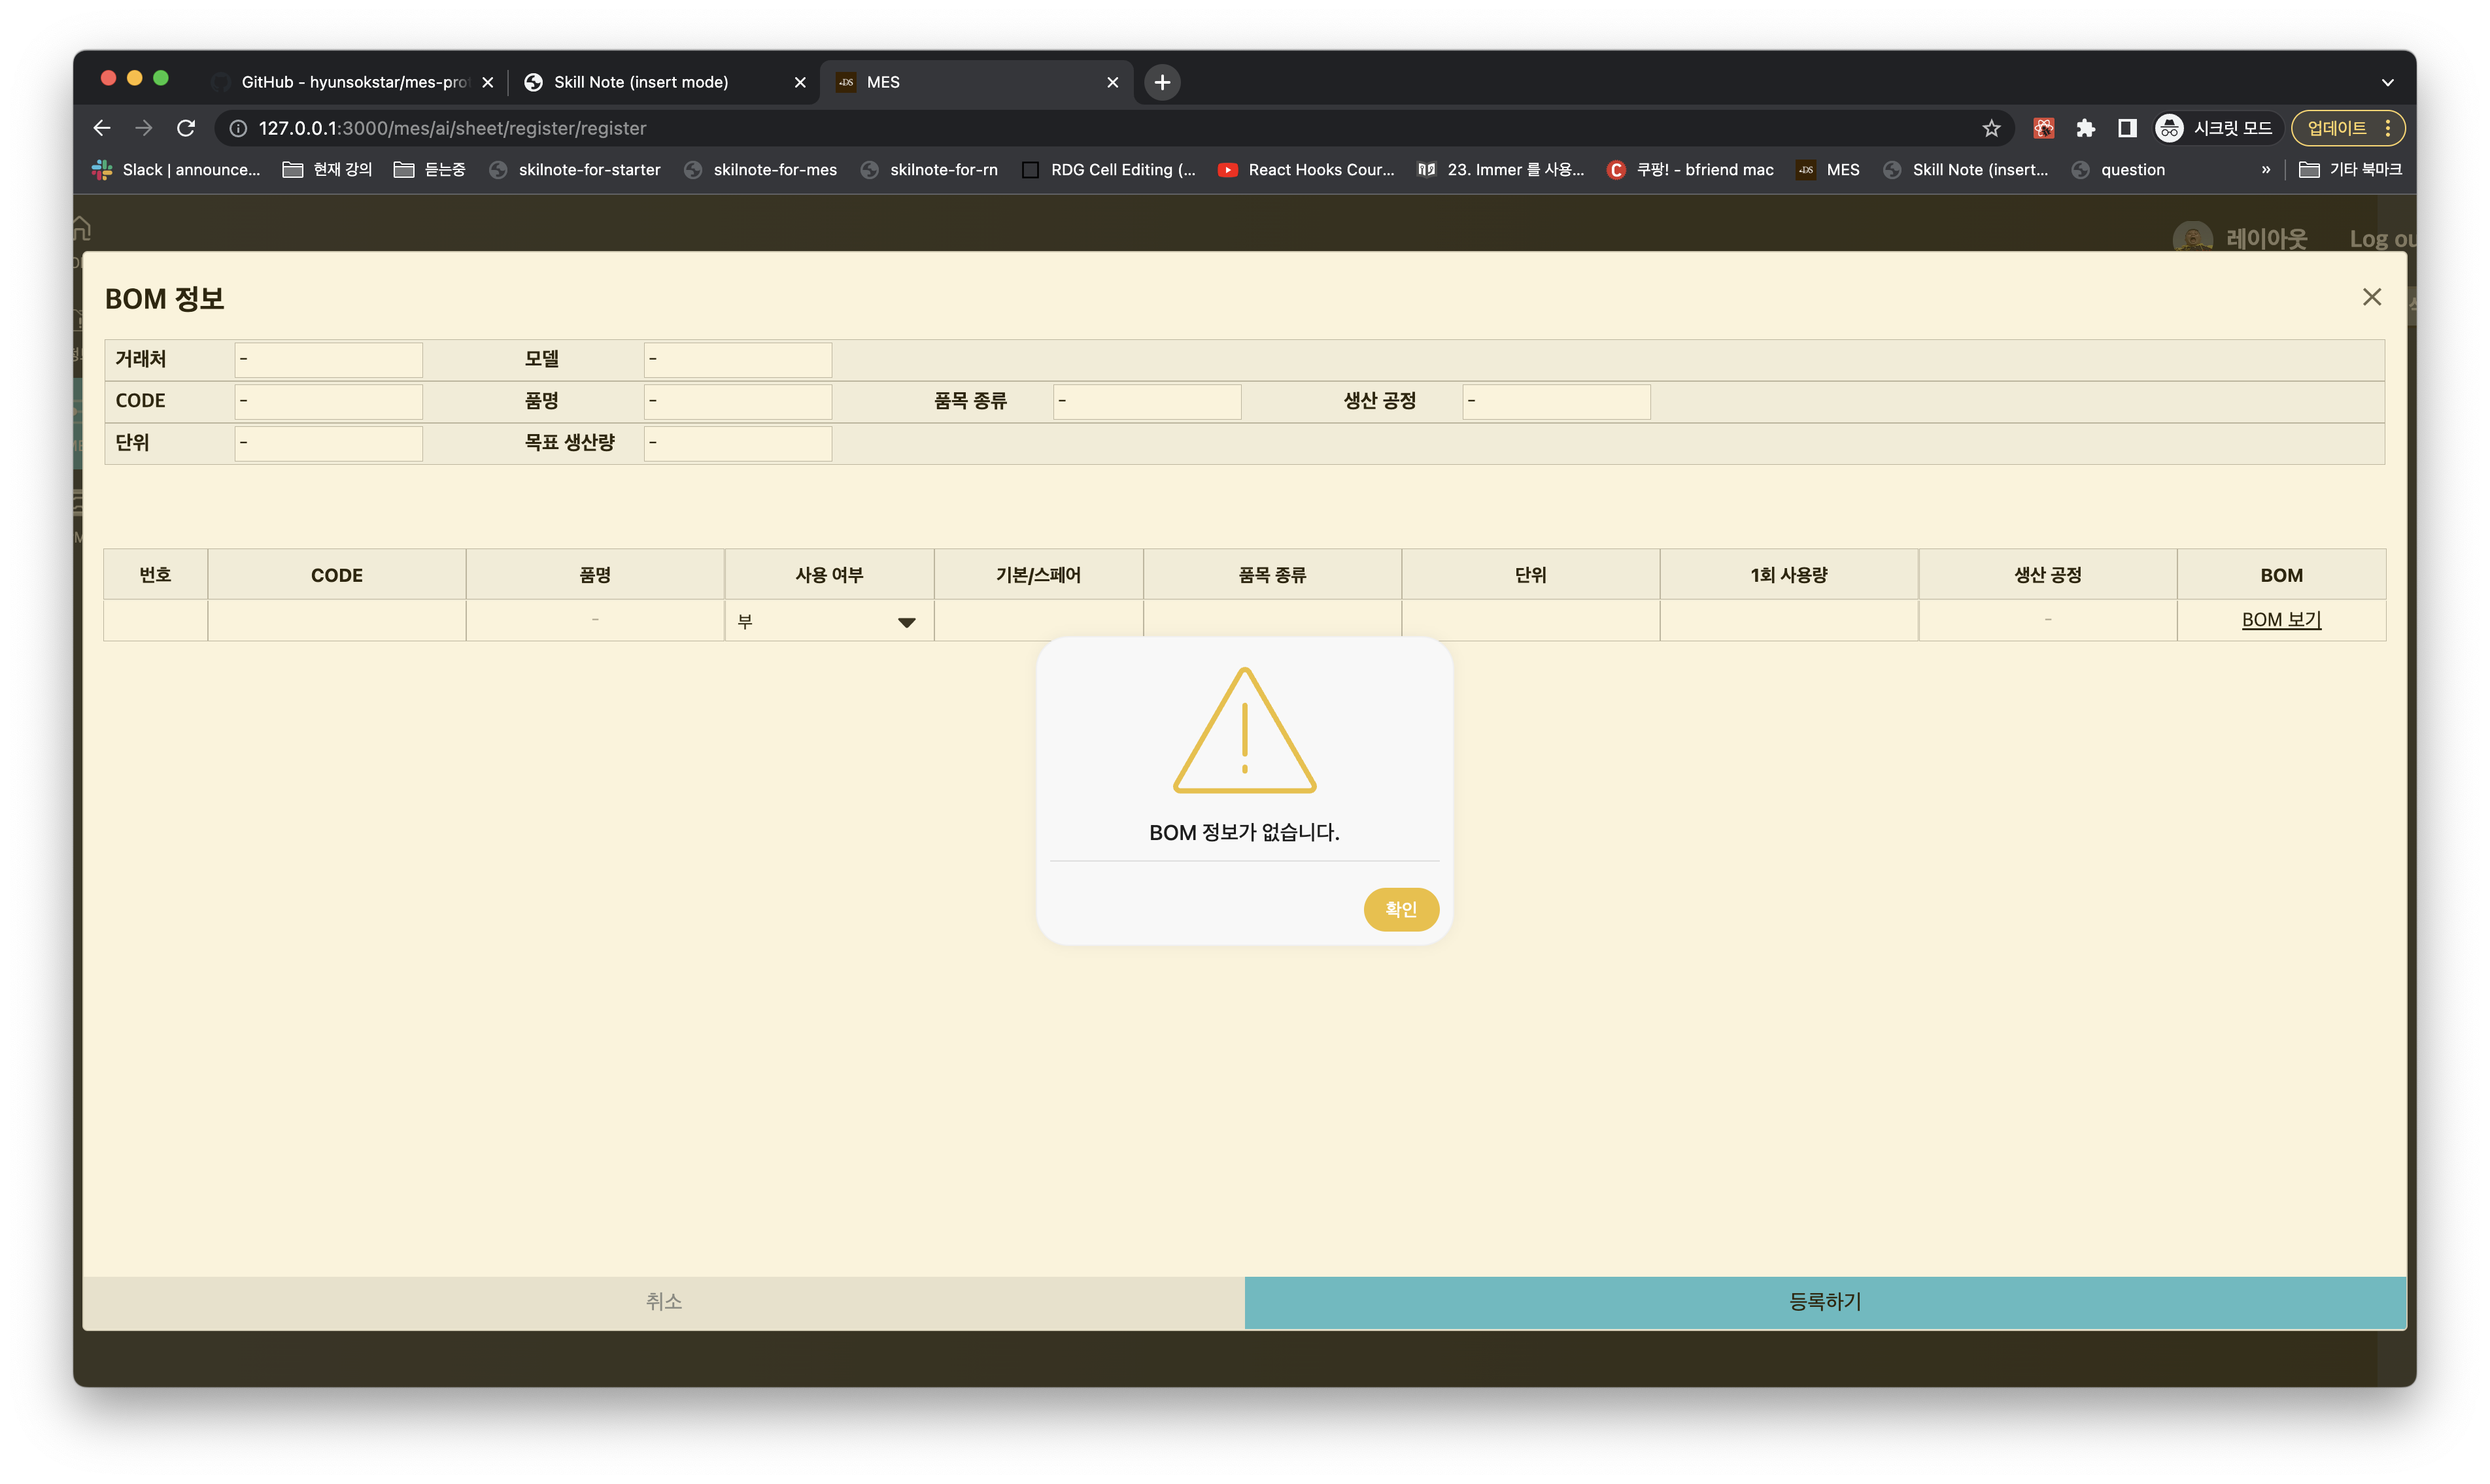 GitHub - hyunsokstar/mes-pro
Skill Note (insert mode)
MES
127.0.0.1:3000/mes/ai/sheet/register/register
시크릿 모드
업데이트
Slack | announce...
현재 강의
듣는중
skilnote-for-starter
skilnote-for-mes
skilnote-for-rn
RDG Cell Editing (...
React Hooks Cour...
23. Immer 를 사용...
쿠팡! - bfriend mac
MES
Skill Note (insert...
question
»
기타 북마크
레이아웃
Log ou
BOM 정보
거래처 - 모델 -
CODE - 품명 - 품목 종류 - 생산 공정 -
단위 - 목표 생산량 -
번호 CODE 품명 사용 여부 기본/스페어 품목 종류 단위 1회 사용량 생산 공정 BOM
- 부 - BOM 보기
BOM 정보가 없습니다.
확인
취소
등록하기